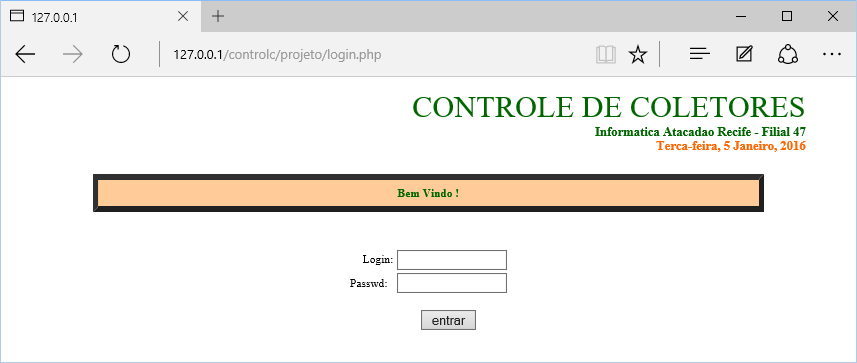 127.0.0.1
127.0.0.1/controlc/projeto/login.php
CONTROLE DE COLETORES
Informatica Atacadao Recife - Filial 47
Terca-feira, 5 Janeiro, 2016
Bem Vindo !
Login:
Passwd:
entrar